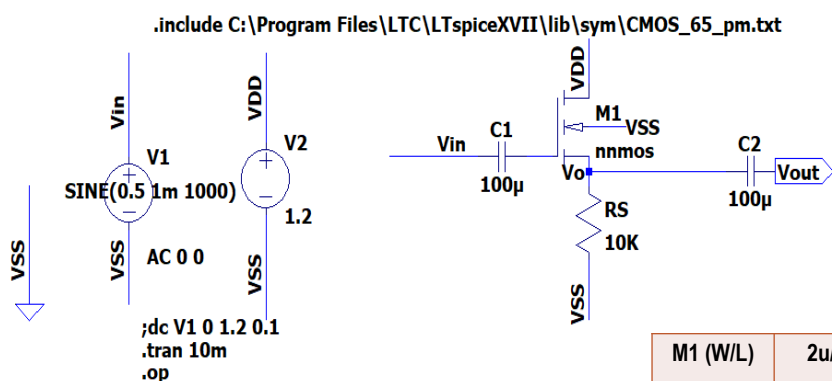 .include C:\Program Files\LTC\LTspiceXVII\lib\sym\CMOS_65_pm.txt
Vin
VDD
VDD
V1
V2
SINE(0.5 1m 1000)
1.2
VSS
VSS
VSS
AC 0 0
;dc V1 0 1.2 0.1
.tran 10m
.op
Vin
C1
100µ
M1
VSS
nnmos
Vo
C2
100µ
Vout
RS
10K
VSS
M1 (W/L)
2u/